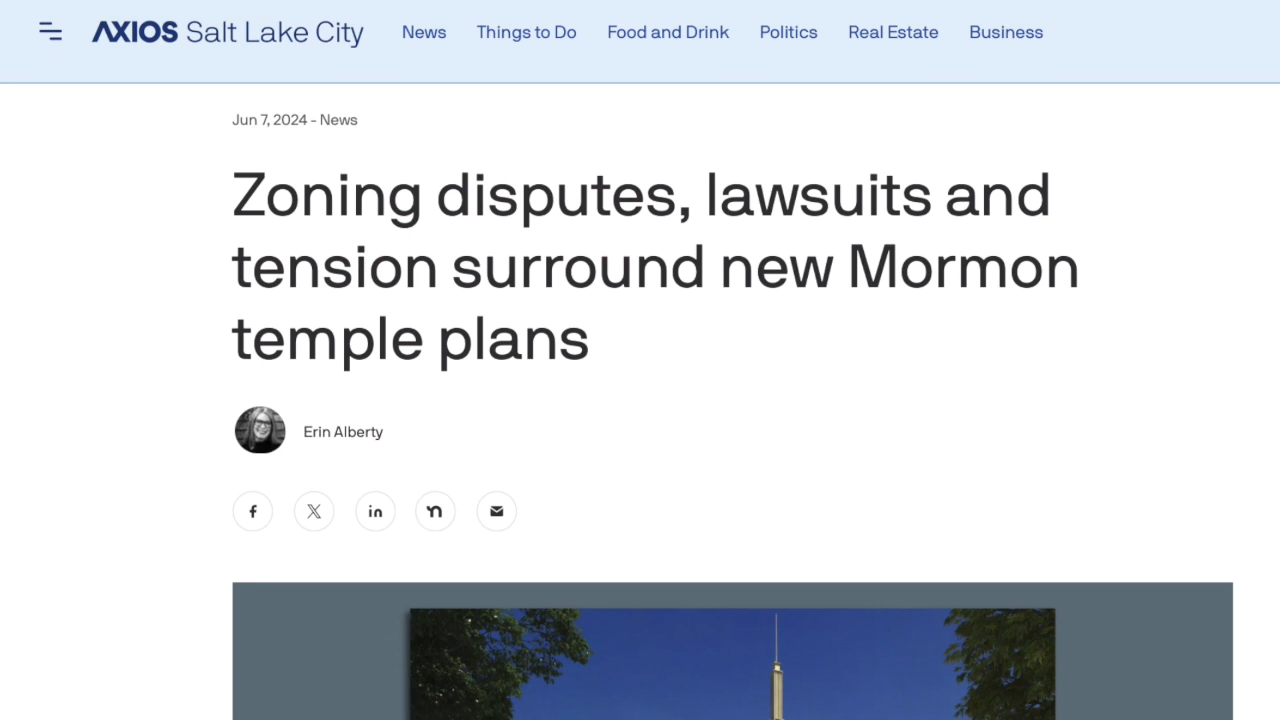 AXIOS Salt Lake City News Things to Do Food and Drink Politics Real Estate Business
Jun 7, 2024 - News
Zoning disputes, lawsuits and
tension surround new Mormon
temple plans
Erin Alberty